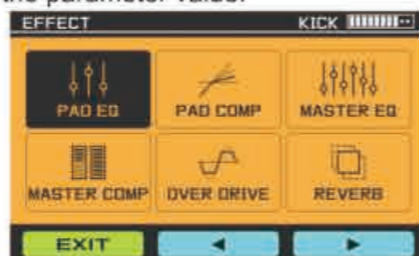 the parameter value.
EFFECT KICK
PAD EQ PAD COMP MASTER EQ
MASTER COMP OVER DRIVE REVERB
EXIT